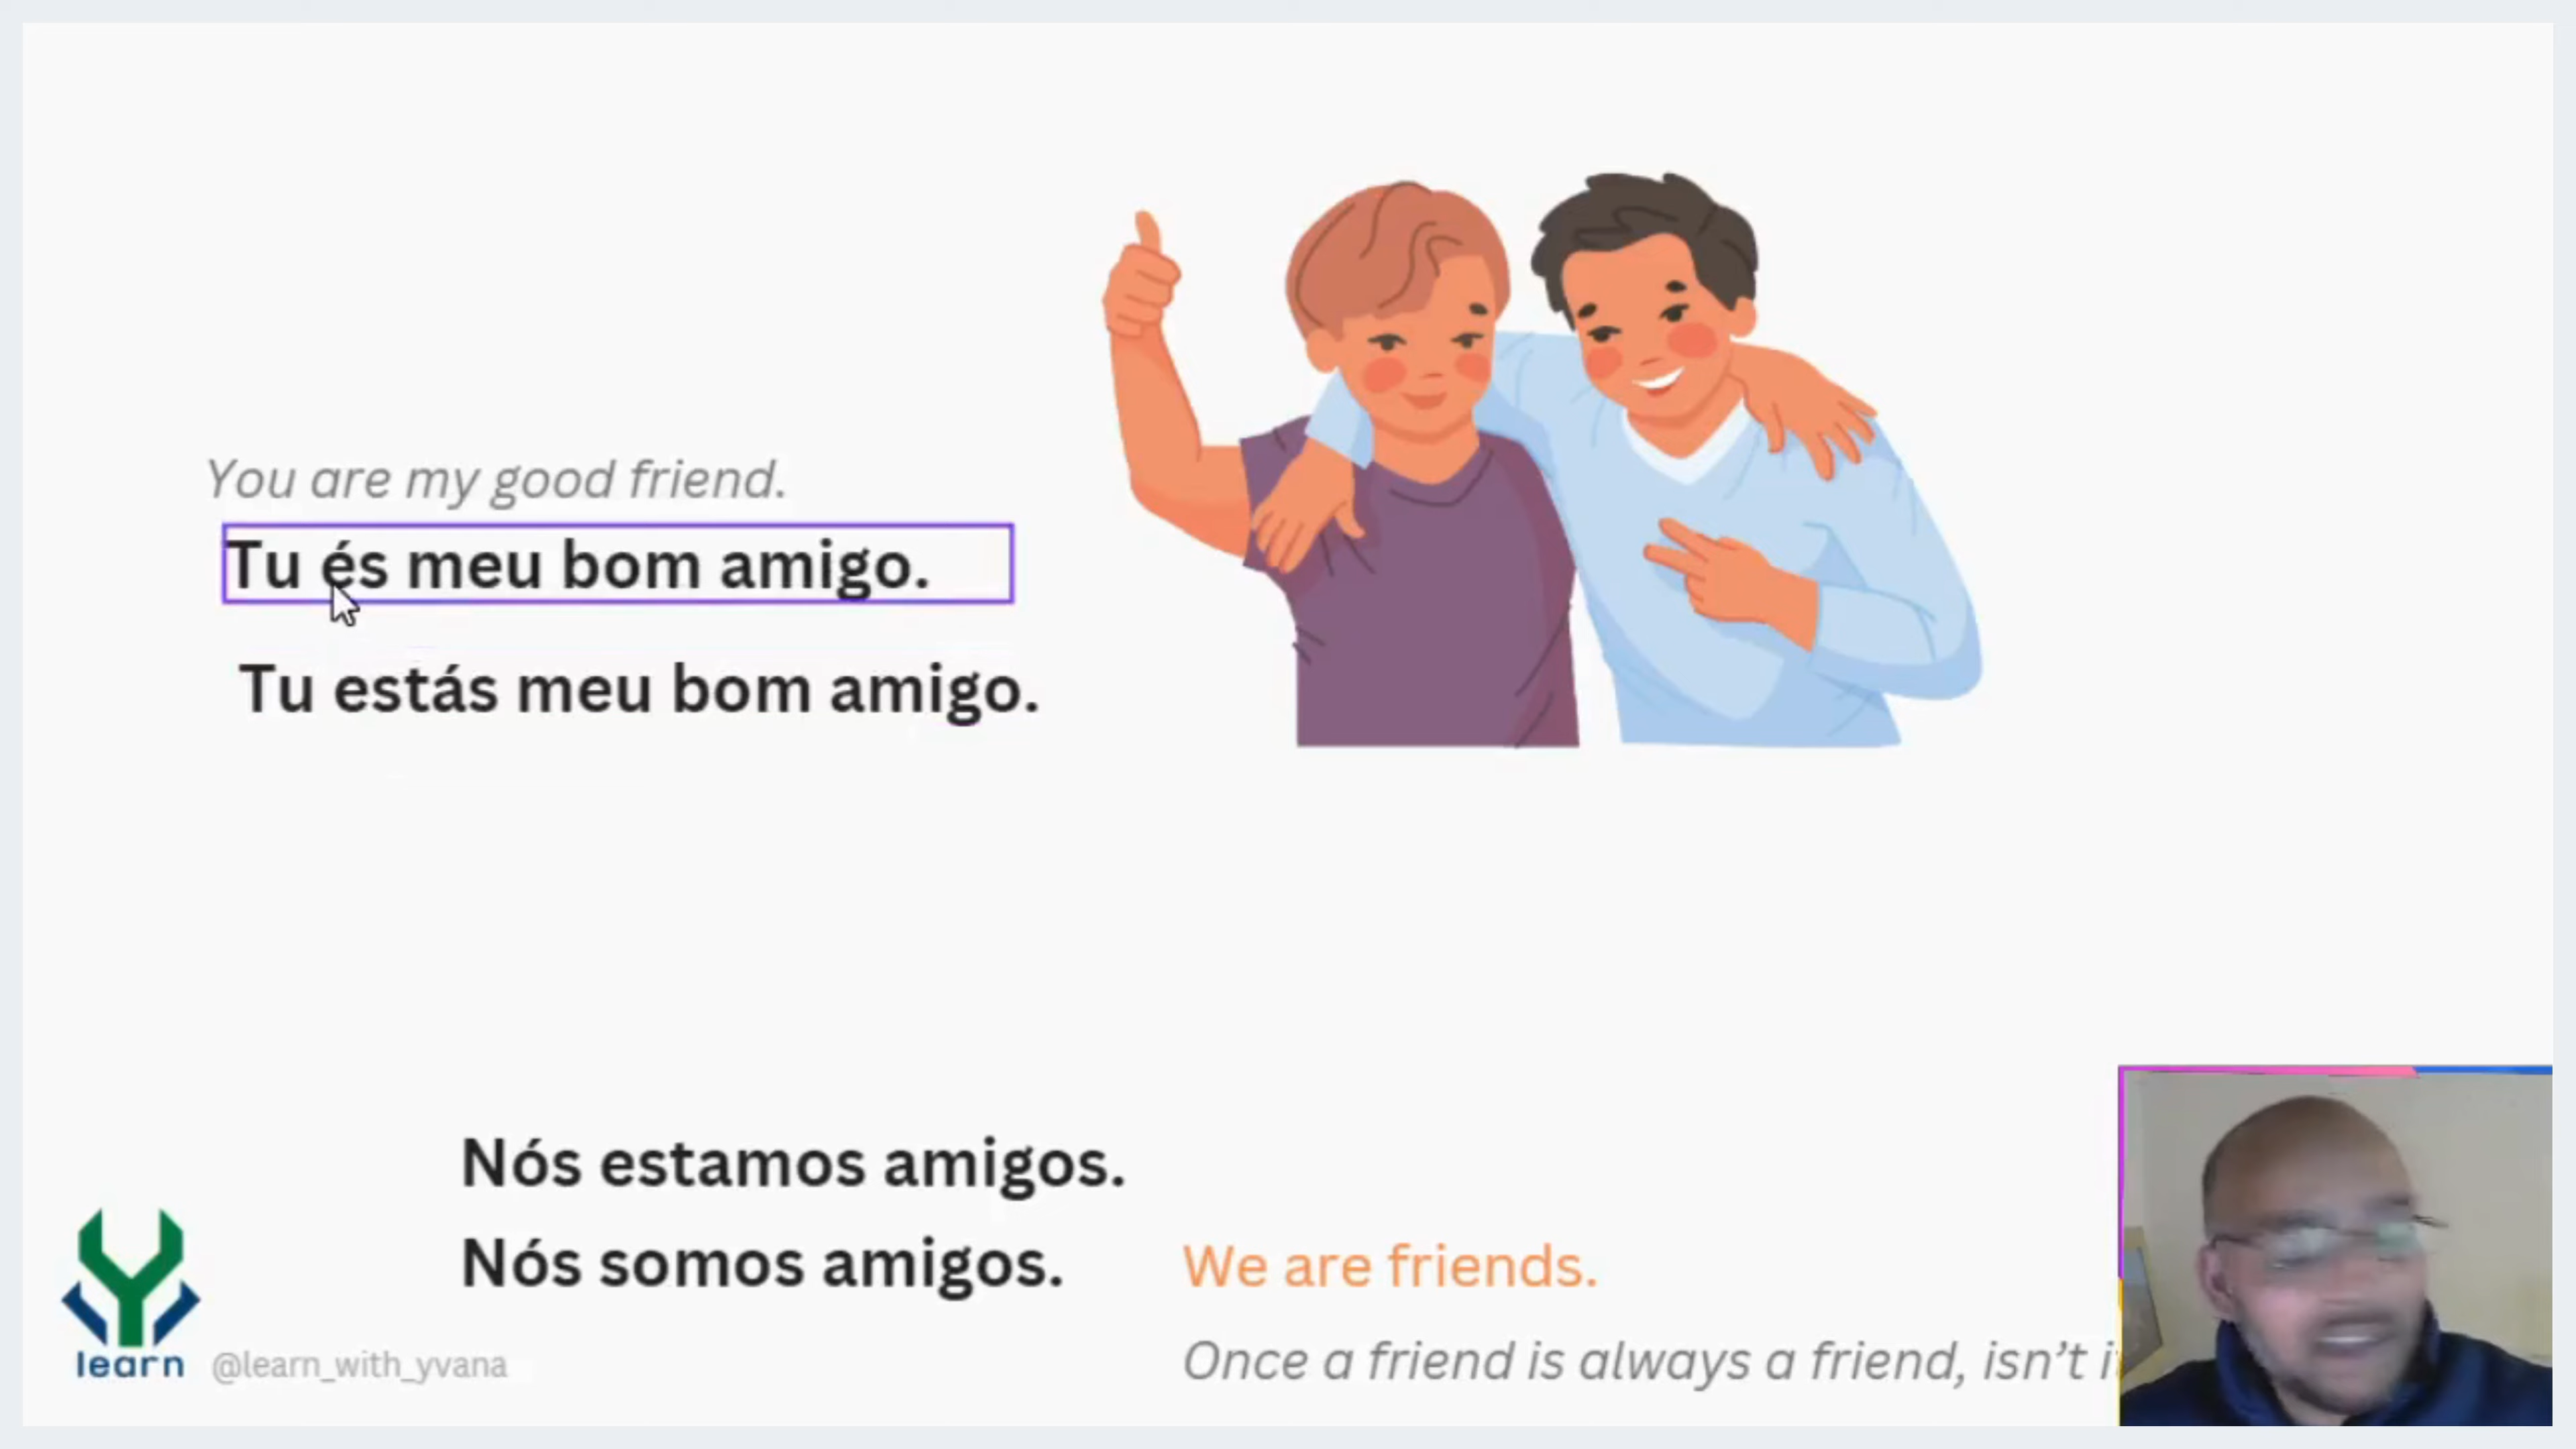 You are my good friend.
Tu és meu bom amigo.
Tu estás meu bom amigo.
Nós estamos amigos.
Nós somos amigos.
We are friends.
Once a friend is always a friend, isn't
learn
@learn_with_yvana